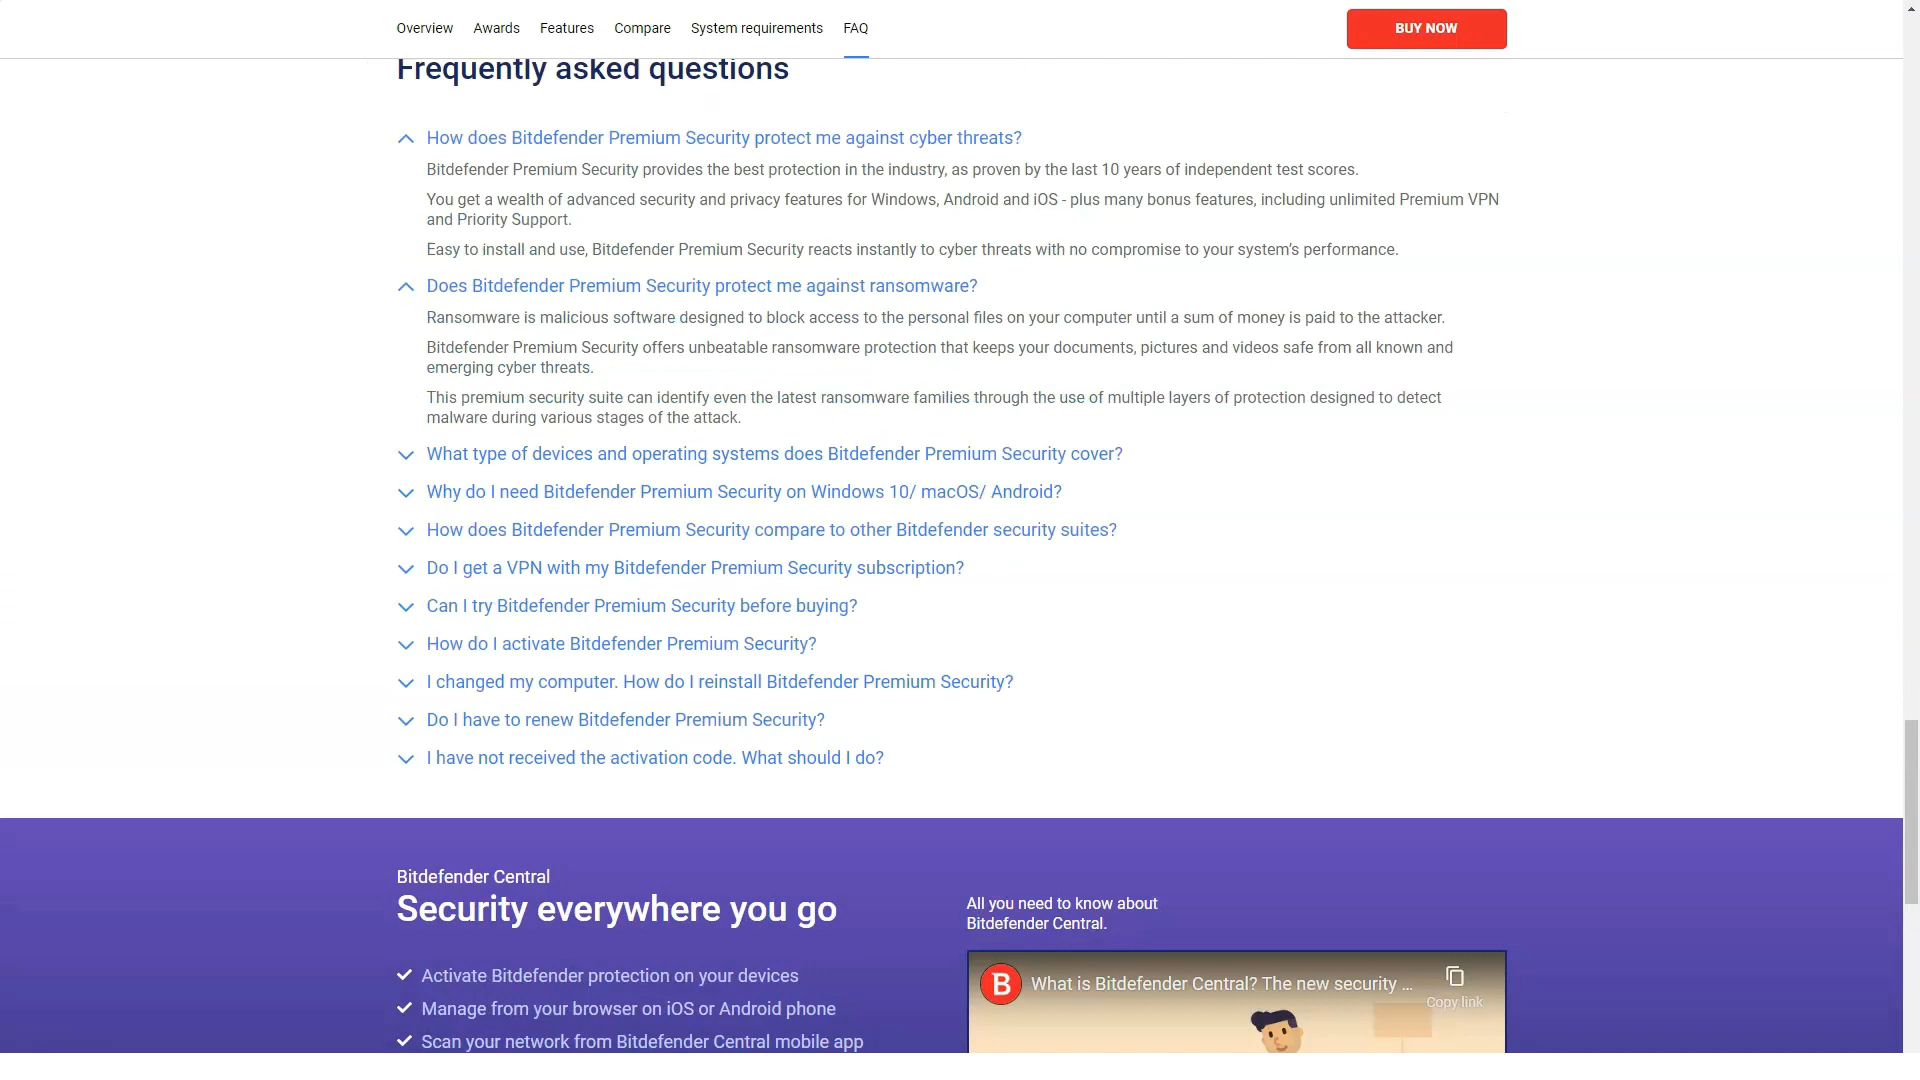 Overview Awards Features Compare System requirements FAQ BUY NOW
Frequently asked questions
How does Bitdefender Premium Security protect me against cyber threats?
Bitdefender Premium Security provides the best protection in the industry, as proven by the last 10 years of independent test scores.
You get a wealth of advanced security and privacy features for Windows, Android and iOS - plus many bonus features, including unlimited Premium VPN
and Priority Support.
Easy to install and use, Bitdefender Premium Security reacts instantly to cyber threats with no compromise to your system's performance.
Does Bitdefender Premium Security protect me against ransomware?
Ransomware is malicious software designed to block access to the personal files on your computer until a sum of money is paid to the attacker.
Bitdefender Premium Security offers unbeatable ransomware protection that keeps your documents, pictures and videos safe from all known and
emerging cyber threats.
This premium security suite can identify even the latest ransomware families through the use of multiple layers of protection designed to detect
malware during various stages of the attack.
What type of devices and operating systems does Bitdefender Premium Security cover?
Why do I need Bitdefender Premium Security on Windows 10/ macOS/ Android?
How does Bitdefender Premium Security compare to other Bitdefender security suites?
Do I get a VPN with my Bitdefender Premium Security subscription?
Can I try Bitdefender Premium Security before buying?
How do I activate Bitdefender Premium Security?
I changed my computer. How do I reinstall Bitdefender Premium Security?
Do I have to renew Bitdefender Premium Security?
I have not received the activation code. What should I do?
Bitdefender Central
Security everywhere you go
Activate Bitdefender protection on your devices
Manage from your browser on iOS or Android phone
Scan your network from Bitdefender Central mobile app
All you need to know about
Bitdefender Central.
B What is Bitdefender Central? The new security ...
Copy link